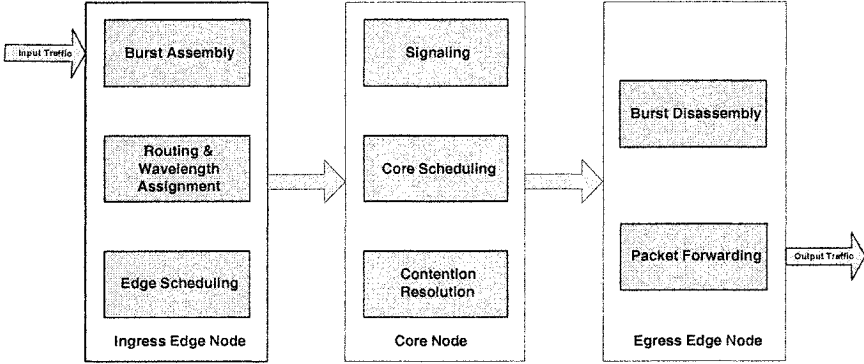 Input Traffic
Burst Assembly
Routing &
Wavelength
Assignment
Edge Scheduling
Ingress Edge Node
Signaling
Core Scheduling
Contention
Resolution
Core Node
Burst Disassembly
Packet Forwarding
Egress Edge Node
Output Traffic